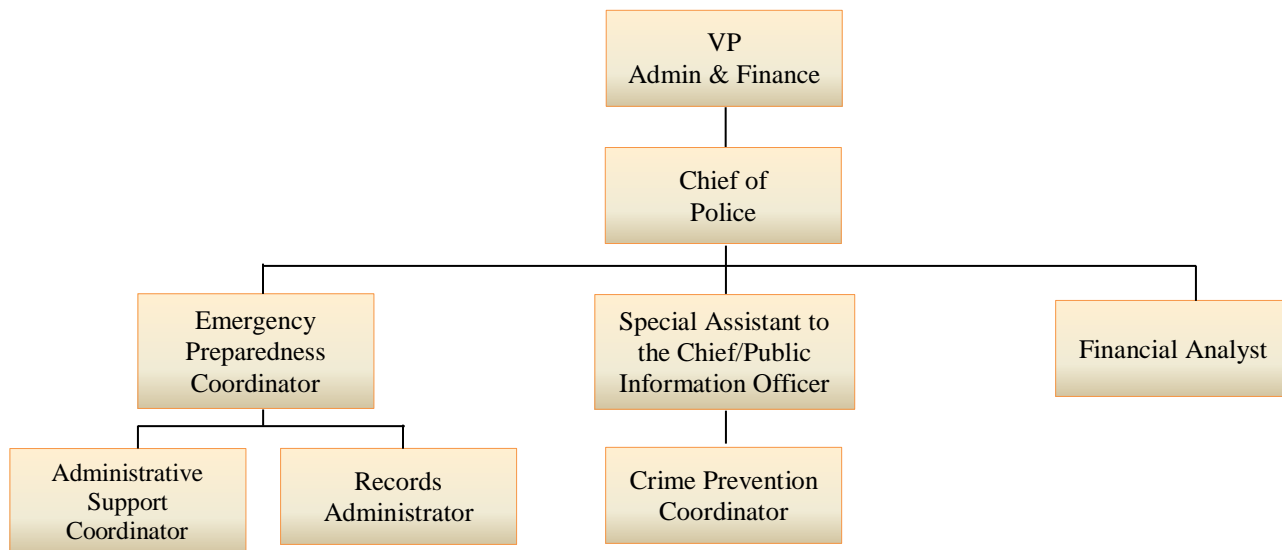 VP
Admin & Finance
Chief of
Police
Emergency
Preparedness
Coordinator
Special Assistant to
the Chief/Public
Information Officer
Financial Analyst
Administrative
Support
Coordinator
Records
Administrator
Crime Prevention
Coordinator